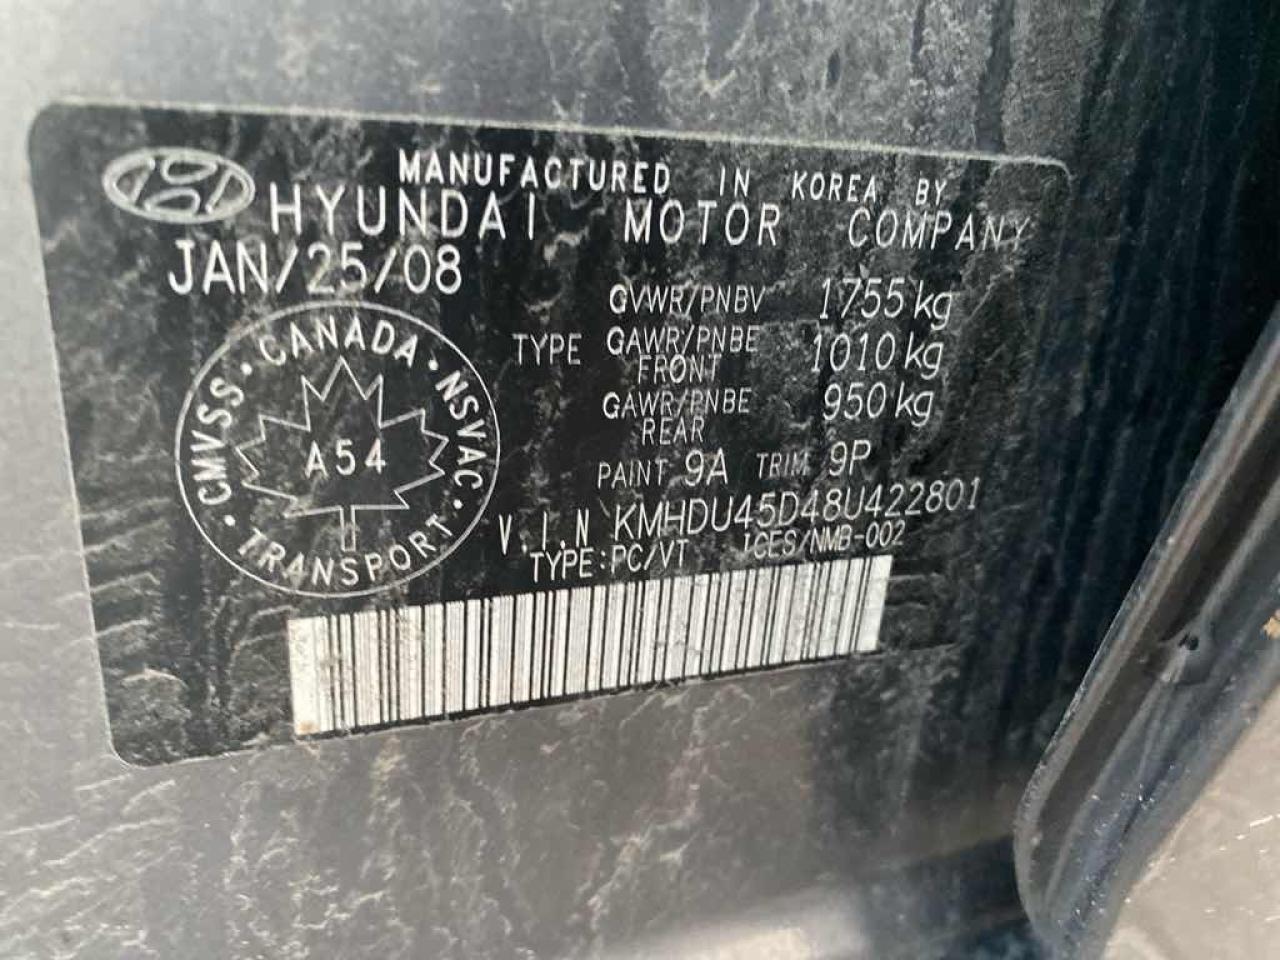 MANUFACTURED IN KOREA BY
HYUNDAI MOTOR COMPANY
JAN/25/08
GVWR/PNBV 1755 kg
TYPE GAWR/PNBE FRONT 1010 kg
GAWR/PNBE REAR 950 kg
PAINT 9A TRIM 9P
V.I.N KMHDU45D48U422801
TYPE:PC/VT ICES/NMB-002
CANADA · NSVAC · TRANSPORT · CMVSS ·
A54